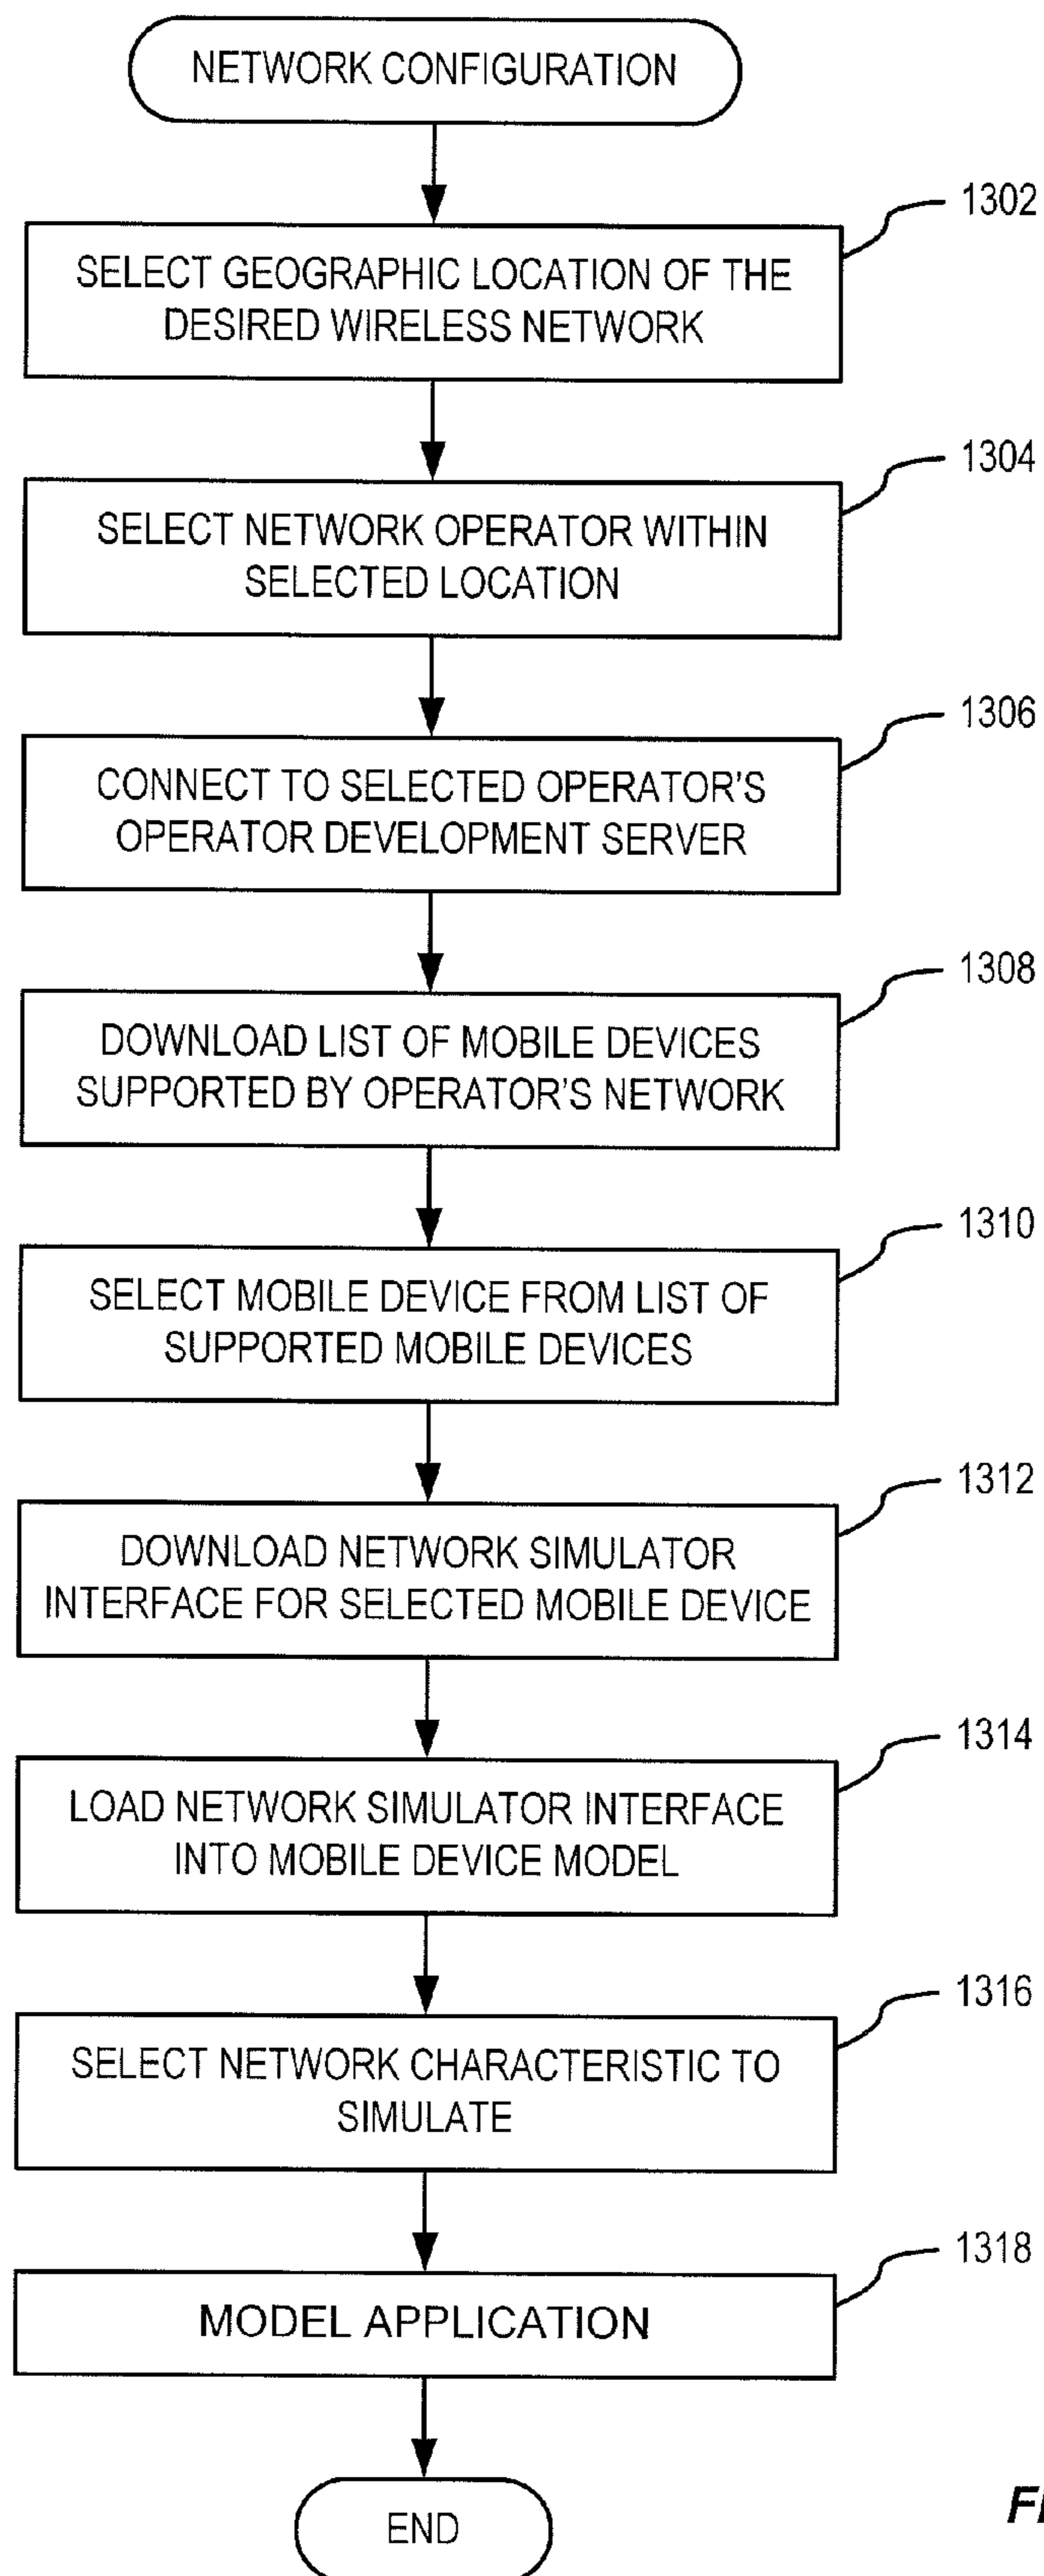 NETWORK CONFIGURATION
1302
SELECT GEOGRAPHIC LOCATION OF THE
DESIRED WIRELESS NETWORK
1304
SELECT NETWORK OPERATOR WITHIN
SELECTED LOCATION
1306
CONNECT TO SELECTED OPERATOR'S
OPERATOR DEVELOPMENT SERVER
1308
DOWNLOAD LIST OF MOBILE DEVICES
SUPPORTED BY OPERATOR'S NETWORK
1310
SELECT MOBILE DEVICE FROM LIST OF
SUPPORTED MOBILE DEVICES
1312
DOWNLOAD NETWORK SIMULATOR
INTERFACE FOR SELECTED MOBILE DEVICE
1314
LOAD NETWORK SIMULATOR INTERFACE
INTO MOBILE DEVICE MODEL
1316
SELECT NETWORK CHARACTERISTIC TO
SIMULATE
1318
MODEL APPLICATION
END